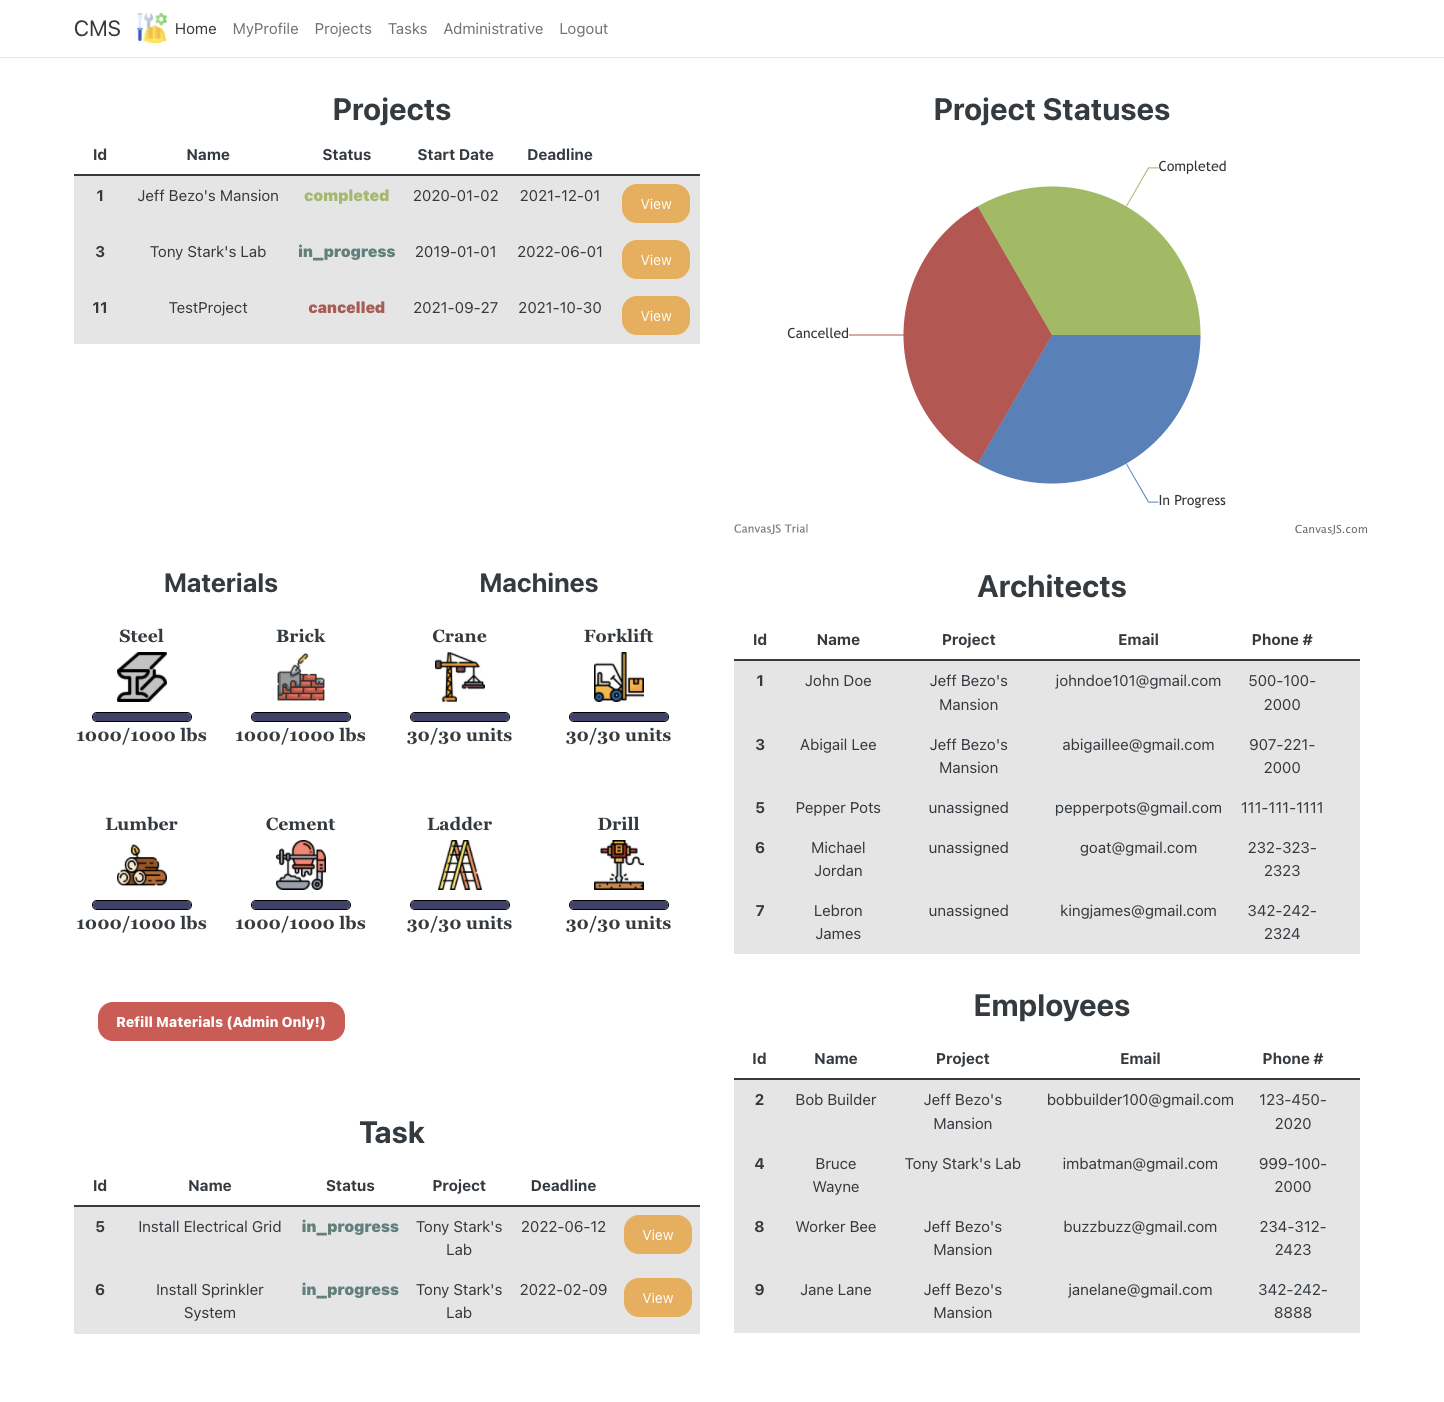 CMS Home MyProfile Projects Tasks Administrative Logout
Projects
Id Name Status Start Date Deadline
1 Jeff Bezo's Mansion completed 2020-01-02 2021-12-01 View
3 Tony Stark's Lab in_progress 2019-01-01 2022-06-01 View
11 TestProject cancelled 2021-09-27 2021-10-30 View
Project Statuses
Completed
Cancelled
In Progress
CanvasJS Trial CanvasJS.com
Materials Machines
Steel Brick Crane Forklift
1000/1000 lbs 1000/1000 lbs 30/30 units 30/30 units
Lumber Cement Ladder Drill
1000/1000 lbs 1000/1000 lbs 30/30 units 30/30 units
Refill Materials (Admin Only!)
Task
Id Name Status Project Deadline
5 Install Electrical Grid in_progress Tony Stark's 2022-06-12 View
Lab
6 Install Sprinkler in_progress Tony Stark's 2022-02-09 View
System Lab
Architects
Id Name Project Email Phone #
1 John Doe Jeff Bezo's johndoe101@gmail.com 500-100-
Mansion 2000
3 Abigail Lee Jeff Bezo's abigaillee@gmail.com 907-221-
Mansion 2000
5 Pepper Pots unassigned pepperpots@gmail.com 111-111-1111
6 Michael unassigned goat@gmail.com 232-323-
Jordan 2323
7 Lebron unassigned kingjames@gmail.com 342-242-
James 2324
Employees
Id Name Project Email Phone #
2 Bob Builder Jeff Bezo's bobbuilder100@gmail.com 123-450-
Mansion 2020
4 Bruce Tony Stark's Lab imbatman@gmail.com 999-100-
Wayne 2000
8 Worker Bee Jeff Bezo's buzzbuzz@gmail.com 234-312-
Mansion 2423
9 Jane Lane Jeff Bezo's janelane@gmail.com 342-242-
Mansion 8888